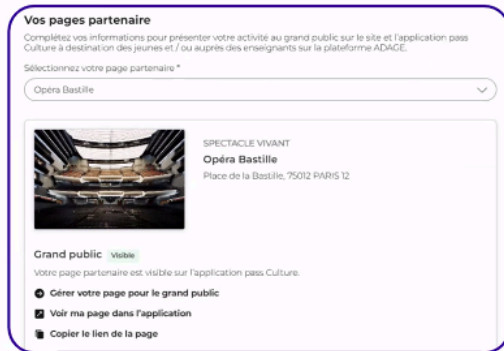 Vos pages partenaire
Complétez vos informations pour présenter votre activité au grand public sur le site et l'application pass
Culture à destination des jeunes et / ou auprès des enseignants sur la plateforme ADAGE.
Sélectionnez votre page partenaire *
Opéra Bastille
SPECTACLE VIVANT
Opéra Bastille
Place de la Bastille, 75012 PARIS 12
Grand public Visible
Votre page partenaire est visible sur l'application pass Culture.
Gérer votre page pour le grand public
Voir ma page dans l'application
Copier le lien de la page